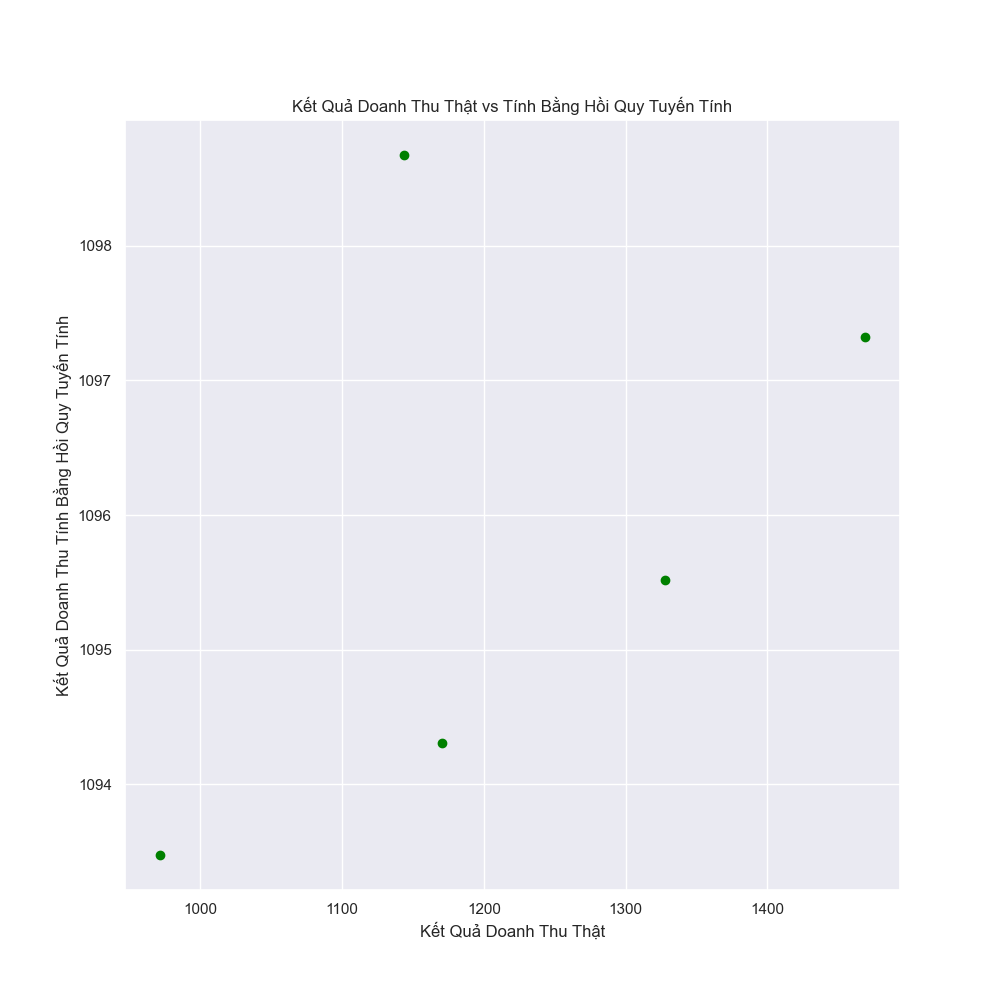 Kết Quả Doanh Thu Thật vs Tính Bằng Hồi Quy Tuyến Tính
Kết Quả Doanh Thu Tính Bằng Hồi Quy Tuyến Tính
1098
1097
1096
1095
1094
1000 1100 1200 1300 1400
Kết Quả Doanh Thu Thật